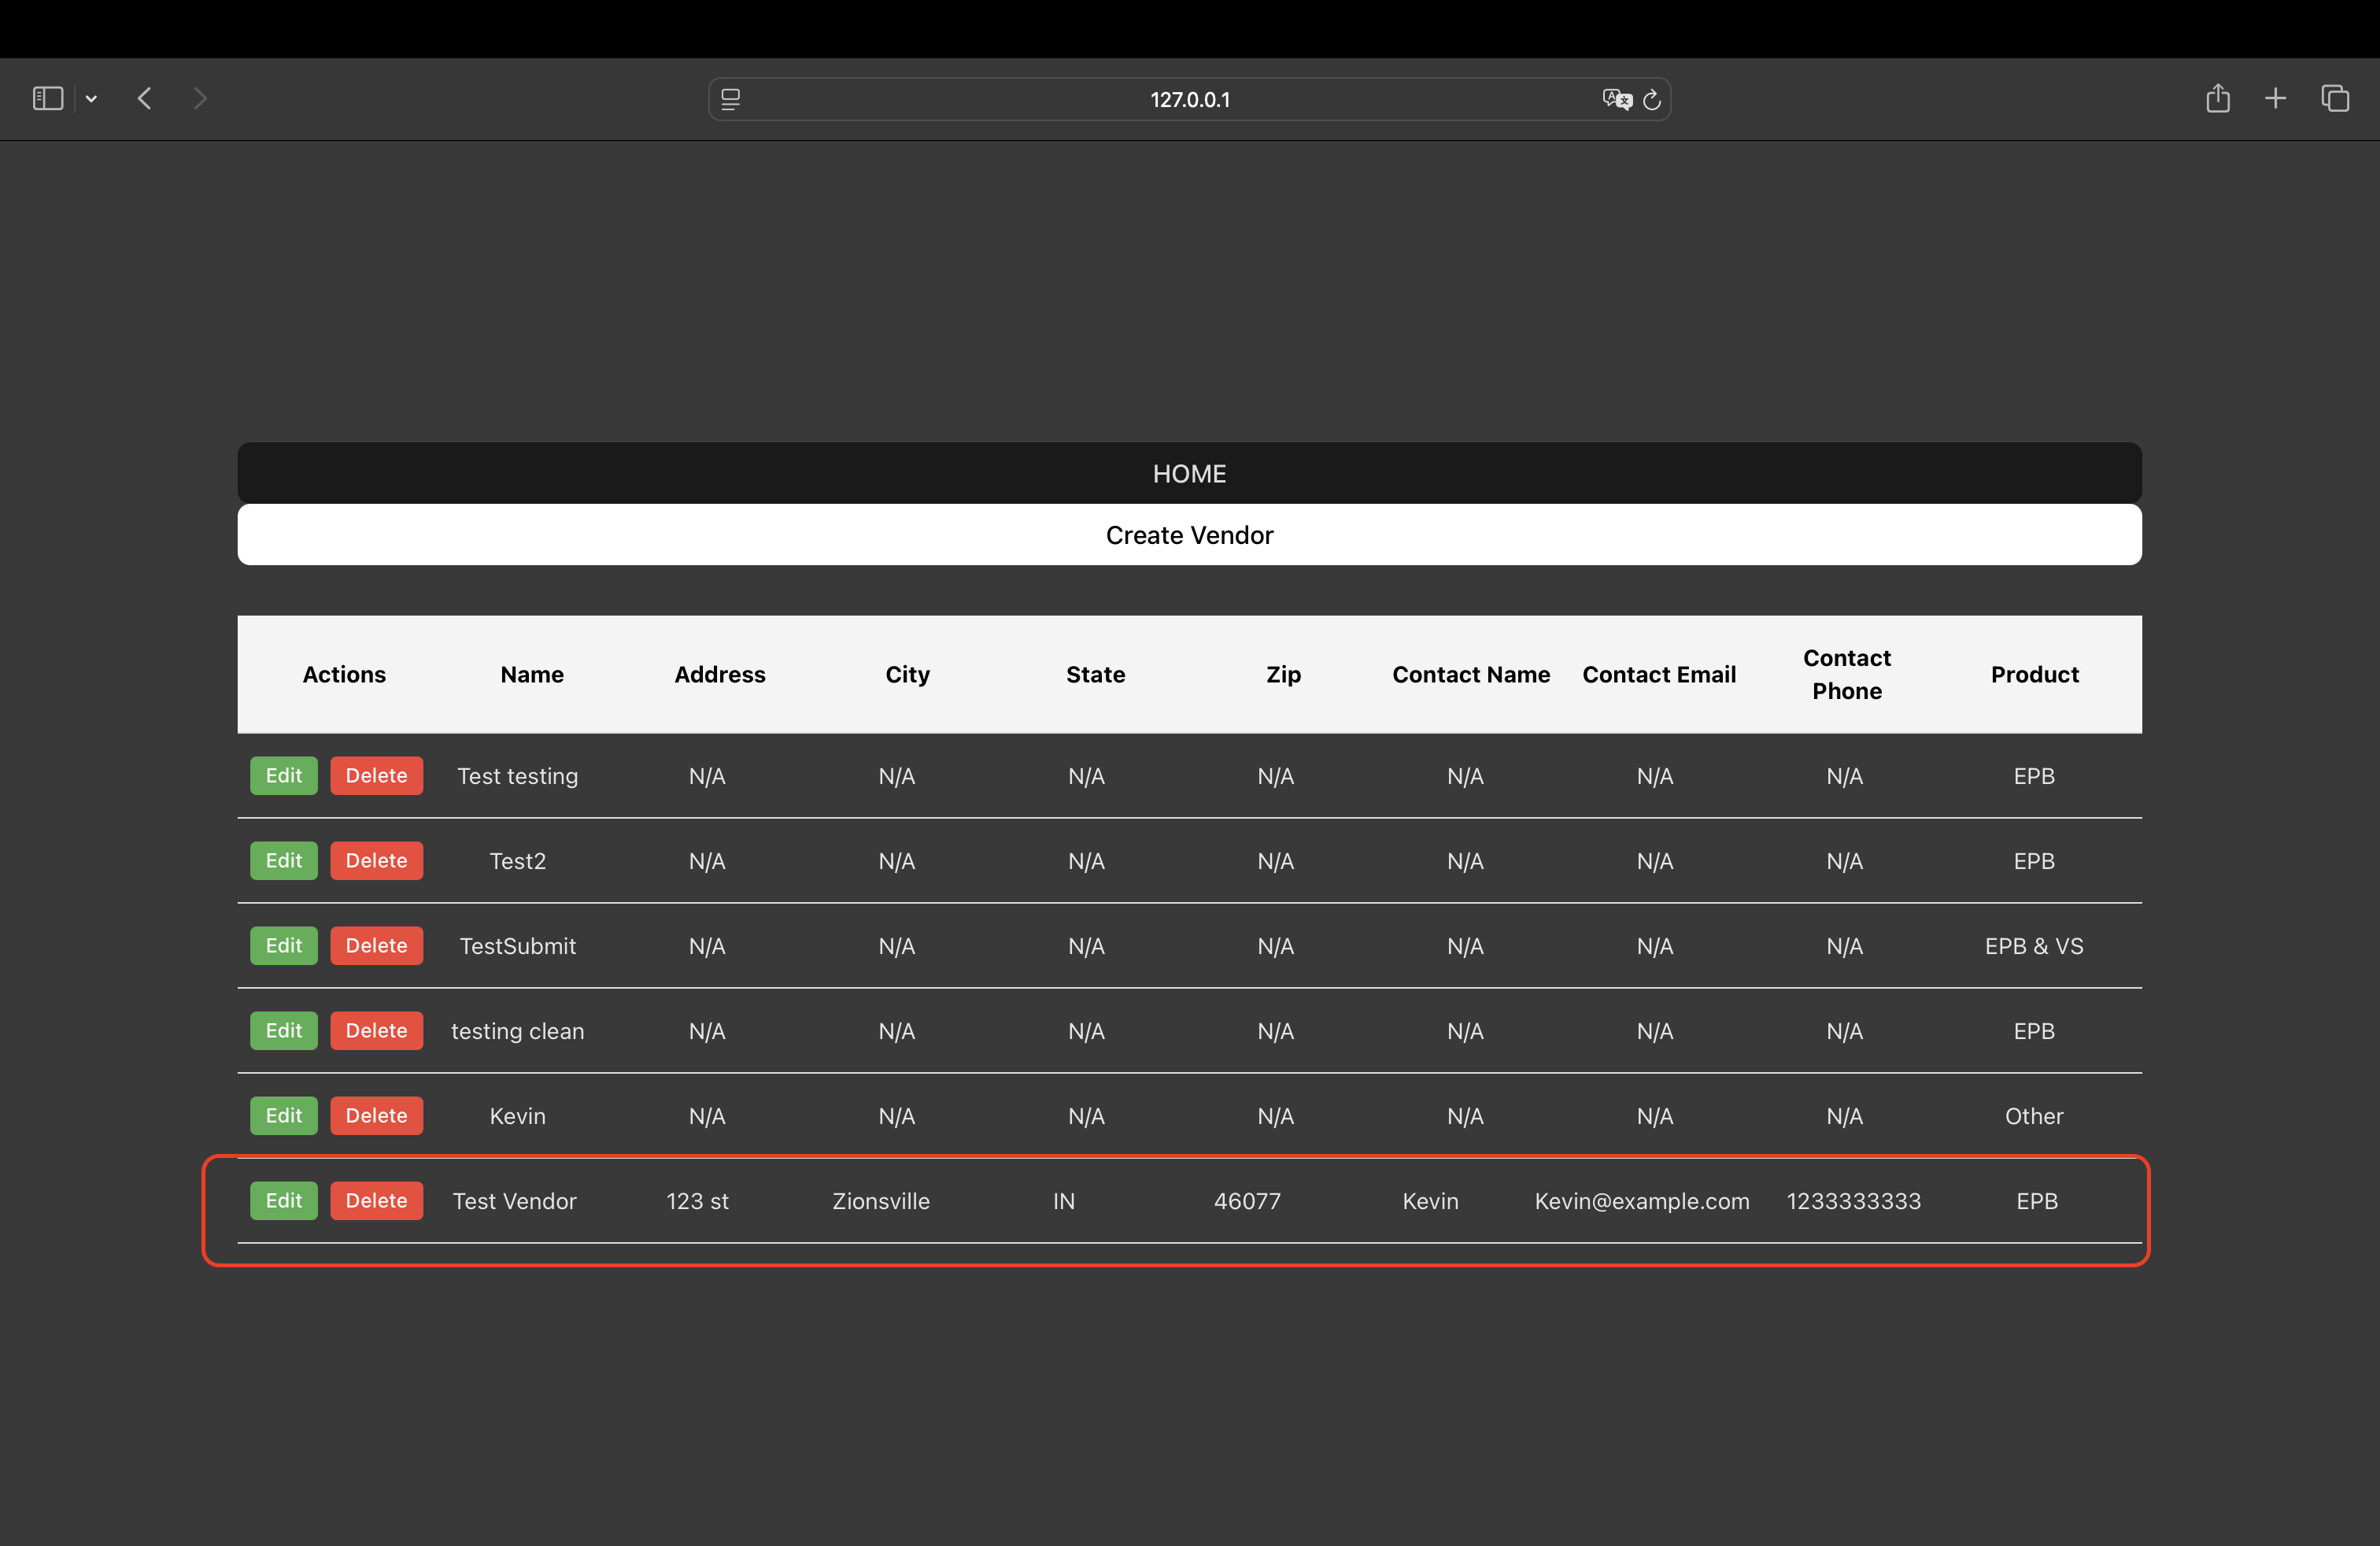 127.0.0.1
HOME
Create Vendor
Actions Name Address City State Zip Contact Name Contact Email Contact Phone Product
Edit Delete Test testing N/A N/A N/A N/A N/A N/A N/A EPB
Edit Delete Test2 N/A N/A N/A N/A N/A N/A N/A EPB
Edit Delete TestSubmit N/A N/A N/A N/A N/A N/A N/A EPB & VS
Edit Delete testing clean N/A N/A N/A N/A N/A N/A N/A EPB
Edit Delete Kevin N/A N/A N/A N/A N/A N/A N/A Other
Edit Delete Test Vendor 123 st Zionsville IN 46077 Kevin Kevin@example.com 1233333333 EPB